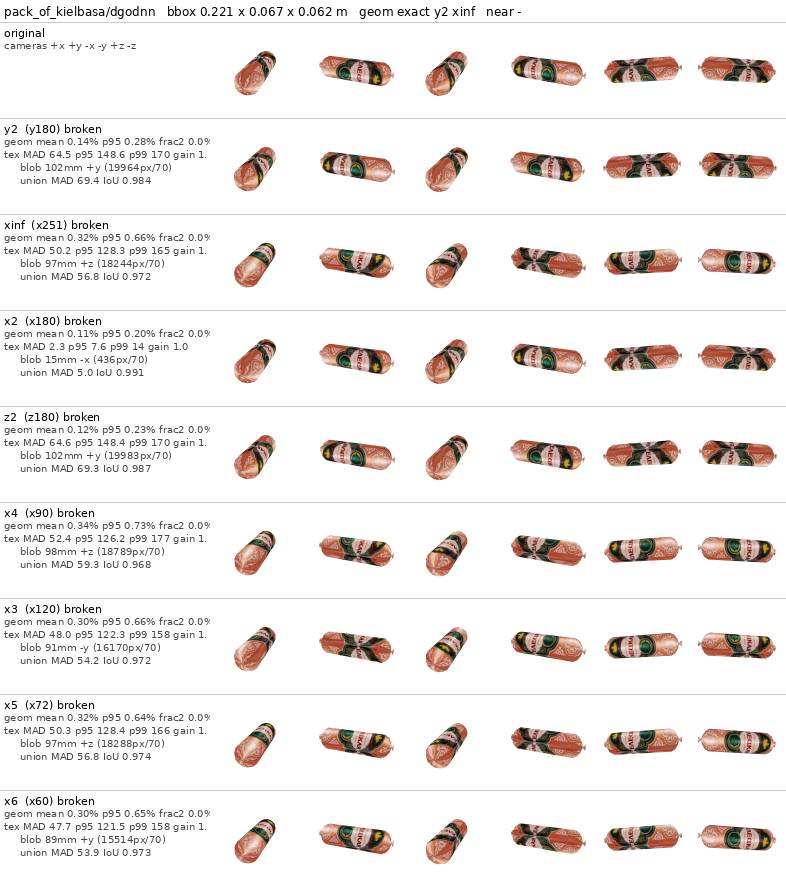 pack_of_kielbasa/dgodnn bbox 0.221 x 0.067 x 0.062 m geom exact y2 xinf near -
original
cameras +x +y -x -y +z -z
y2 (y180) broken
geom mean 0.14% p95 0.28% frac2 0.0%
tex MAD 64.5 p95 148.6 p99 170 gain 1.
blob 102mm +y (19964px/70)
union MAD 69.4 IoU 0.984
xinf (x251) broken
geom mean 0.32% p95 0.66% frac2 0.0%
tex MAD 50.2 p95 128.3 p99 165 gain 1.
blob 97mm +z (18244px/70)
union MAD 56.8 IoU 0.972
x2 (x180) broken
geom mean 0.11% p95 0.20% frac2 0.0%
tex MAD 2.3 p95 7.6 p99 14 gain 1.0
blob 15mm -x (436px/70)
union MAD 5.0 IoU 0.991
z2 (z180) broken
geom mean 0.12% p95 0.23% frac2 0.0%
tex MAD 64.6 p95 148.4 p99 170 gain 1.
blob 102mm +y (19983px/70)
union MAD 69.3 IoU 0.987
x4 (x90) broken
geom mean 0.34% p95 0.73% frac2 0.0%
tex MAD 52.4 p95 126.2 p99 177 gain 1.
blob 98mm +z (18789px/70)
union MAD 59.3 IoU 0.968
x3 (x120) broken
geom mean 0.30% p95 0.66% frac2 0.0%
tex MAD 48.0 p95 122.3 p99 158 gain 1.
blob 91mm -y (16170px/70)
union MAD 54.2 IoU 0.972
x5 (x72) broken
geom mean 0.32% p95 0.64% frac2 0.0%
tex MAD 50.3 p95 128.4 p99 166 gain 1.
blob 97mm +z (18288px/70)
union MAD 56.8 IoU 0.974
x6 (x60) broken
geom mean 0.30% p95 0.65% frac2 0.0%
tex MAD 47.7 p95 121.5 p99 158 gain 1.
blob 89mm +y (15514px/70)
union MAD 53.9 IoU 0.973